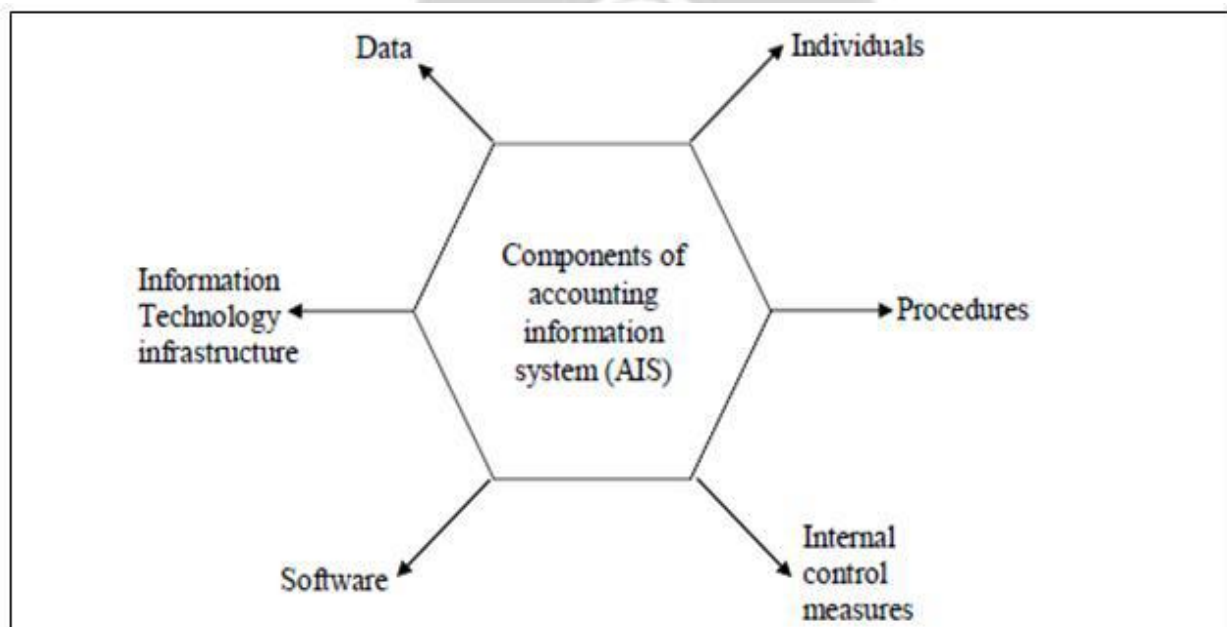 Data
Individuals
Components of
accounting
information
system (AIS)
Information
Technology
infrastructure
Procedures
Software
Internal
control
measures